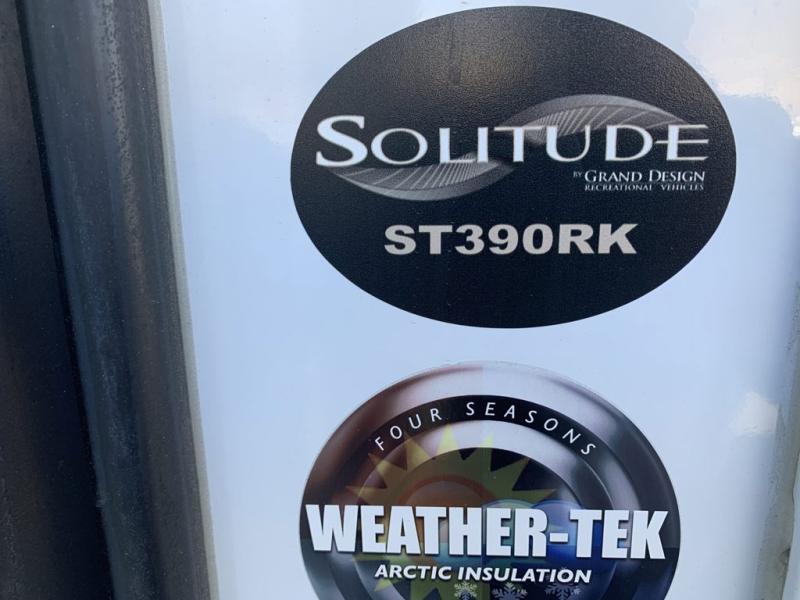 SOLITUDE
BY GRAND DESIGN
RECREATIONAL VEHICLES
ST390RK
FOUR SEASONS
WEATHER-TEK
ARCTIC INSULATION